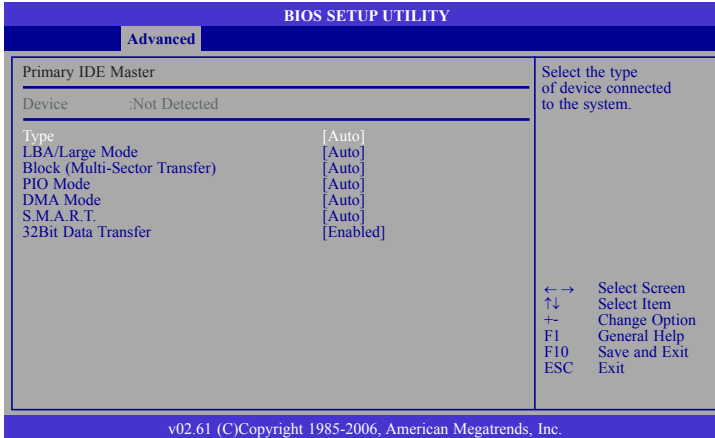 BIOS SETUP UTILITY
Advanced
Primary IDE Master
Device :Not Detected
Type [Auto]
LBA/Large Mode [Auto]
Block (Multi-Sector Transfer) [Auto]
PIO Mode [Auto]
DMA Mode [Auto]
S.M.A.R.T. [Auto]
32Bit Data Transfer [Enabled]
Select the type
of device connected
to the system.
←→ Select Screen
↑↓ Select Item
+- Change Option
F1 General Help
F10 Save and Exit
ESC Exit
v02.61 (C)Copyright 1985-2006, American Megatrends, Inc.